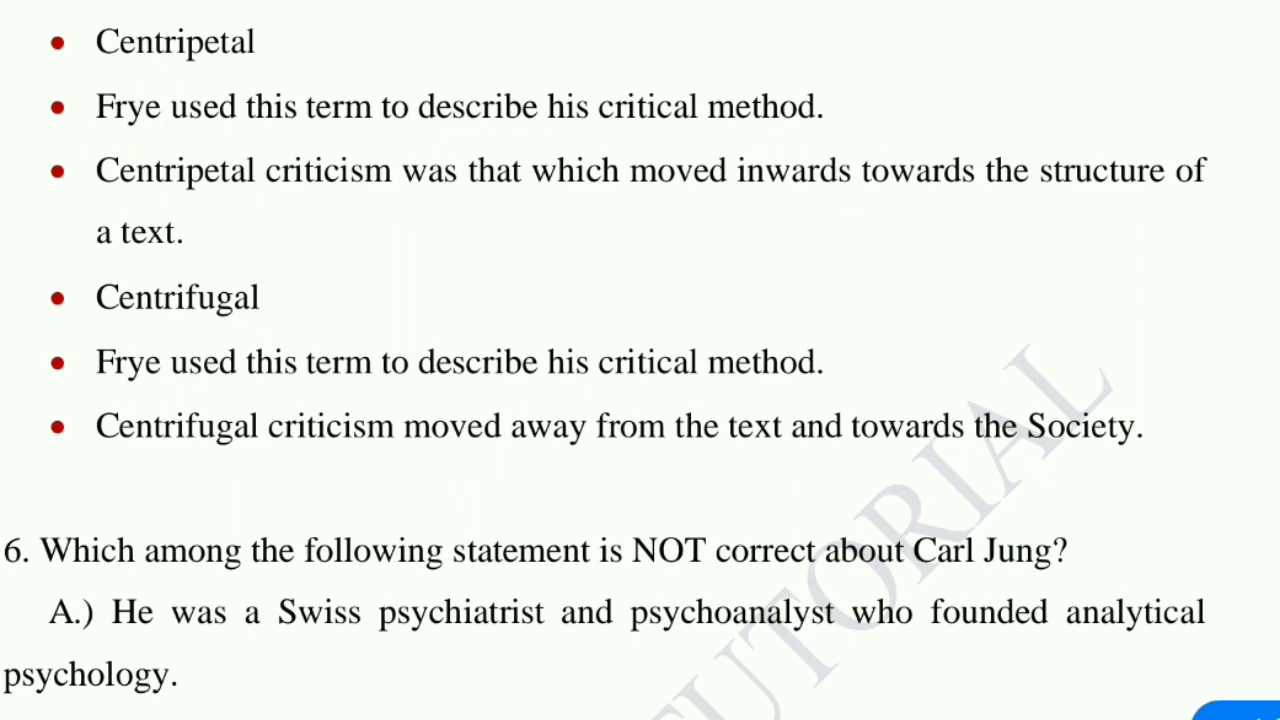 • Centripetal
• Frye used this term to describe his critical method.
• Centripetal criticism was that which moved inwards towards the structure of
a text.
• Centrifugal
• Frye used this term to describe his critical method.
• Centrifugal criticism moved away from the text and towards the Society.
6. Which among the following statement is NOT correct about Carl Jung?
A.) He was a Swiss psychiatrist and psychoanalyst who founded analytical
psychology.
TUTORIAL